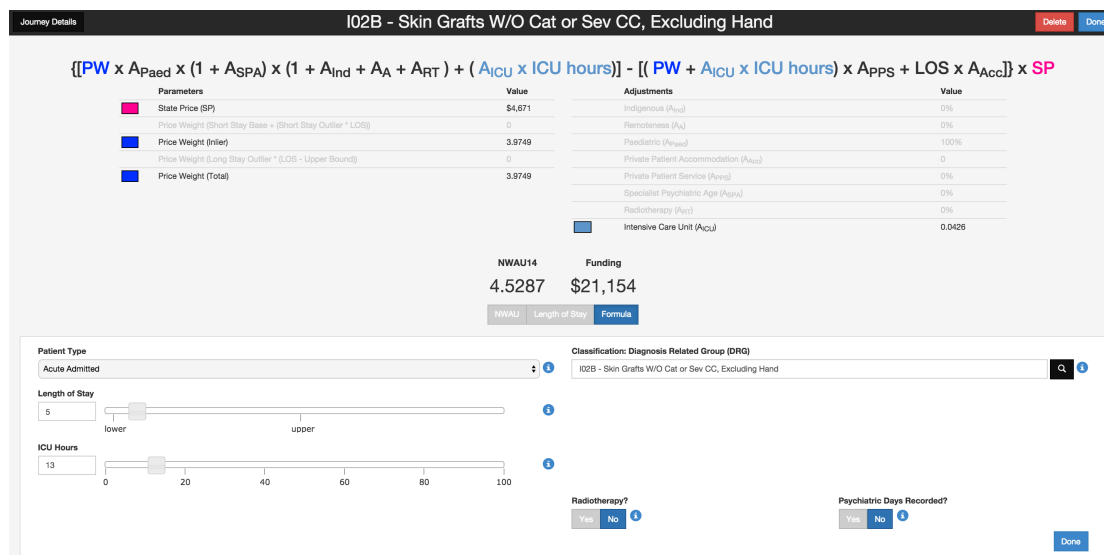 Journey Details
I02B - Skin Grafts W/O Cat or Sev CC, Excluding Hand
Delete
Done
{[PW x APaed x (1 + ASPA) x (1 + AInd + AA + ART ) + ( AICU x ICU hours)] - [( PW + AICU x ICU hours) x APPS + LOS x AAcc]} x SP
Parameters Value
State Price (SP) $4,671
Price Weight (Short Stay Base + (Short Stay Outlier * LOS)) 0
Price Weight (Inlier) 3.9749
Price Weight (Long Stay Outlier * (LOS - Upper Bound)) 0
Price Weight (Total) 3.9749
Adjustments Value
Indigenous (AInd) 0%
Remoteness (AA) 0%
Paediatric (APaed) 100%
Private Patient Accommodation (AAcc) 0
Private Patient Service (APPS) 0%
Specialist Psychiatric Age (ASPA) 0%
Radiotherapy (ART) 0%
Intensive Care Unit (AICU) 0.0426
NWAU14 Funding
4.5287 $21,154
NWAU Length of Stay Formula
Patient Type
Acute Admitted
Classification: Diagnosis Related Group (DRG)
I02B - Skin Grafts W/O Cat or Sev CC, Excluding Hand
Length of Stay
5
lower upper
ICU Hours
13
0 20 40 60 80 100
Radiotherapy?
Yes No
Psychiatric Days Recorded?
Yes No
Done